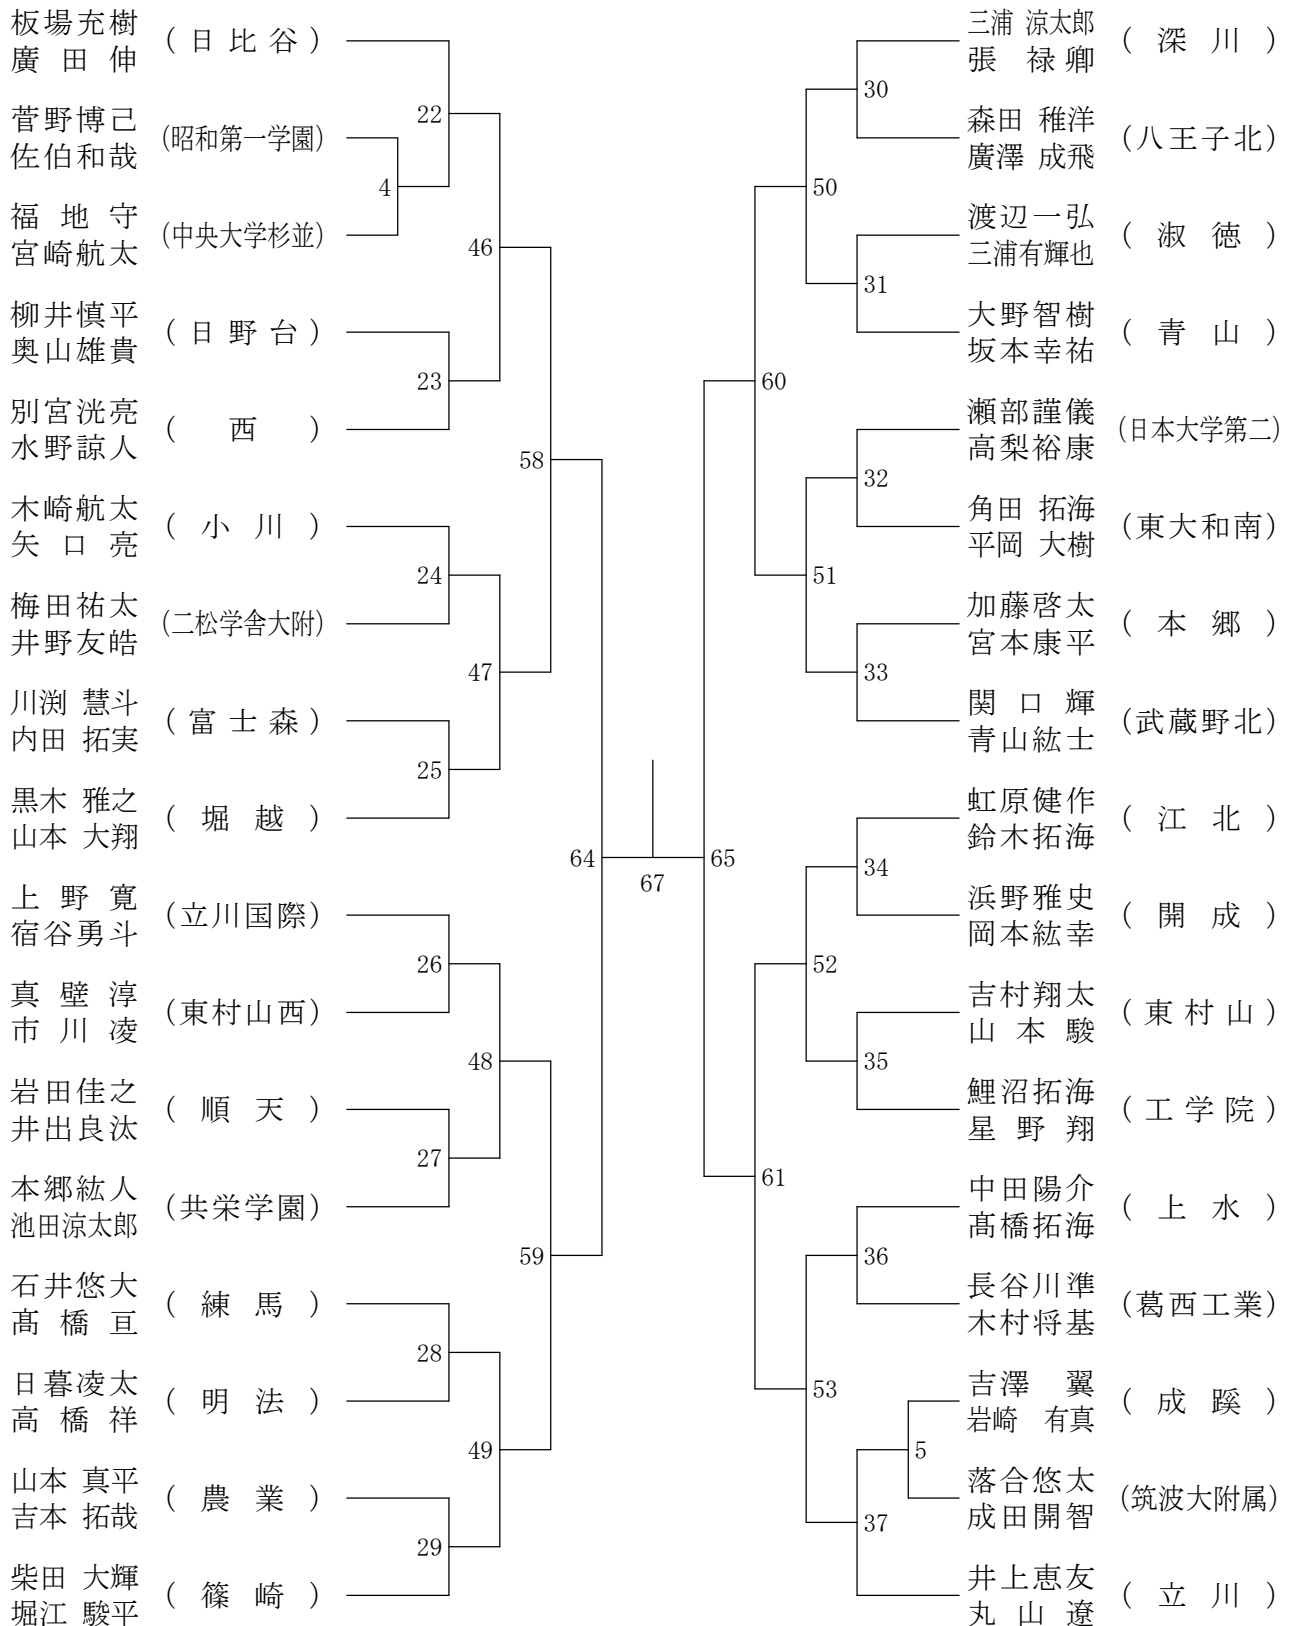 板場充樹
廣田伸
(日比谷)
菅野博己
佐伯和哉
(昭和第一学園)
福地守
宮崎航太
(中央大学杉並)
柳井慎平
奥山雄貴
(日野台)
別宮洸亮
水野諒人
(西)
木崎航太
矢口亮
(小川)
梅田祐太
井野友皓
(二松学舎大附)
川渕 慧斗
内田 拓実
(富士森)
黒木 雅之
山本 大翔
(堀越)
上野寛
宿谷勇斗
(立川国際)
真壁淳
市川凌
(東村山西)
岩田佳之
井出良汰
(順天)
本郷紘人
池田涼太郎
(共栄学園)
石井悠大
髙橋亘
(練馬)
日暮凌太
高橋祥
(明法)
山本 真平
吉本 拓哉
(農業)
柴田 大輝
堀江 駿平
(篠崎)
22
4
46
23
58
24
47
25
64
26
48
27
59
28
49
29
67
65
30
50
31
60
32
51
33
34
52
35
61
36
53
5
37
三浦 涼太郎
張 禄卿
(深川)
森田 稚洋
廣澤 成飛
(八王子北)
渡辺一弘
三浦有輝也
(淑徳)
大野智樹
坂本幸祐
(青山)
瀬部謹儀
高梨裕康
(日本大学第二)
角田 拓海
平岡 大樹
(東大和南)
加藤啓太
宮本康平
(本郷)
関口輝
青山紘士
(武蔵野北)
虹原健作
鈴木拓海
(江北)
浜野雅史
岡本紘幸
(開成)
吉村翔太
山本駿
(東村山)
鯉沼拓海
星野翔
(工学院)
中田陽介
髙橋拓海
(上水)
長谷川準
木村将基
(葛西工業)
吉澤 翼
岩崎 有真
(成蹊)
落合悠太
成田開智
(筑波大附属)
井上恵友
丸山遼
(立川)